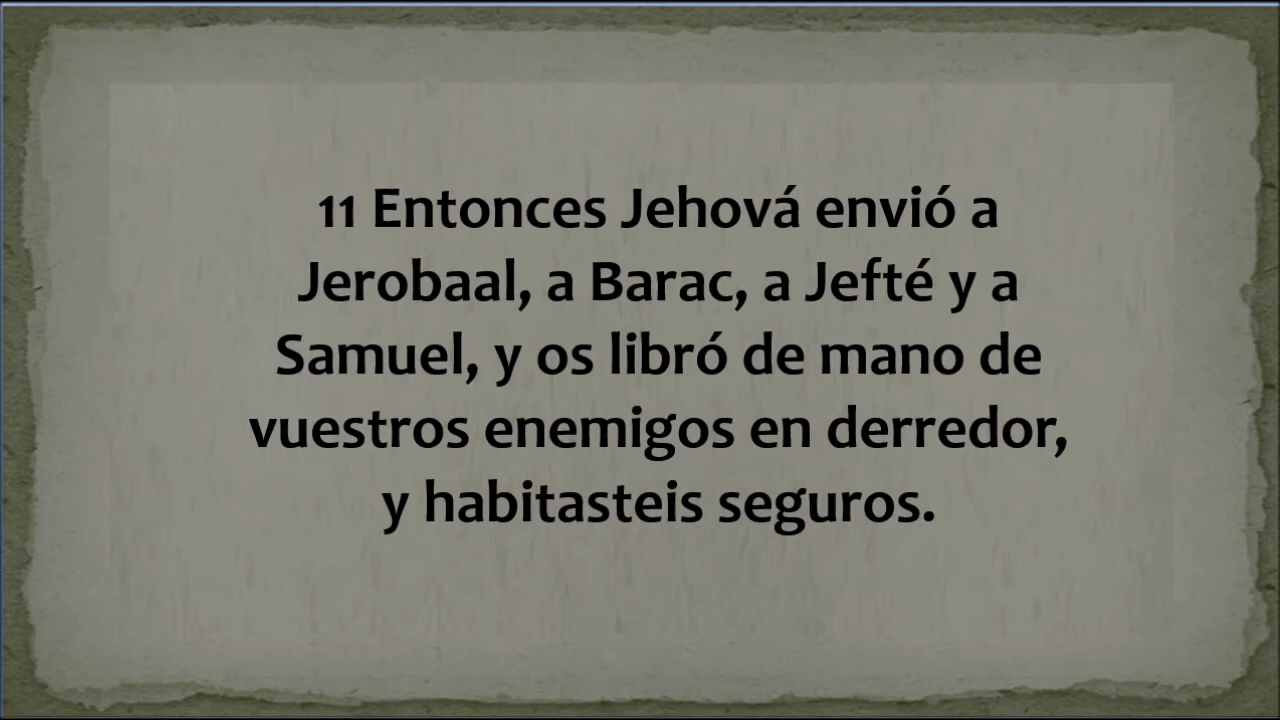 11 Entonces Jehová envió a
Jerobaal, a Barac, a Jefté y a
Samuel, y os libró de mano de
vuestros enemigos en derredor,
y habitasteis seguros.